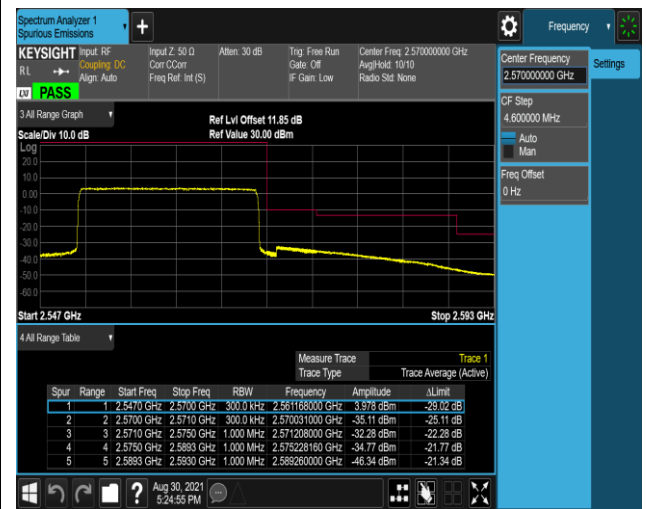 Spectrum Analyzer 1
Spurious Emissions
Frequency
KEYSIGHT Input: RF Input Z: 50 Ω Atten: 30 dB Trig: Free Run Center Freq: 2.570000000 GHz
RL Coupling: DC Corr CCorr Gate: Off Avg|Hold: 10/10
Align: Auto Freq Ref: Int (S) IF Gain: Low Radio Std: None
LXI PASS
Center Frequency
2.570000000 GHz
Settings
CF Step
4.600000 MHz
Auto
Man
Freq Offset
0 Hz
3 All Range Graph
Ref Lvl Offset 11.85 dB
Scale/Div 10.0 dB Ref Value 30.00 dBm
Log
20.0
10.0
0.00
-10.0
-20.0
-30.0
-40.0
-50.0
-60.0
Start 2.547 GHz Stop 2.593 GHz
4 All Range Table
Measure Trace Trace 1
Trace Type Trace Average (Active)
Spur Range Start Freq Stop Freq RBW Frequency Amplitude ΔLimit
1 1 2.5470 GHz 2.5700 GHz 300.0 kHz 2.561168000 GHz 3.978 dBm -29.02 dB
2 2 2.5700 GHz 2.5710 GHz 300.0 kHz 2.570031000 GHz -35.11 dBm -25.11 dB
3 3 2.5710 GHz 2.5750 GHz 1.000 MHz 2.571208000 GHz -32.28 dBm -22.28 dB
4 4 2.5750 GHz 2.5893 GHz 1.000 MHz 2.575228160 GHz -34.77 dBm -21.77 dB
5 5 2.5893 GHz 2.5930 GHz 1.000 MHz 2.589260000 GHz -46.34 dBm -21.34 dB
Aug 30, 2021
5:24:55 PM